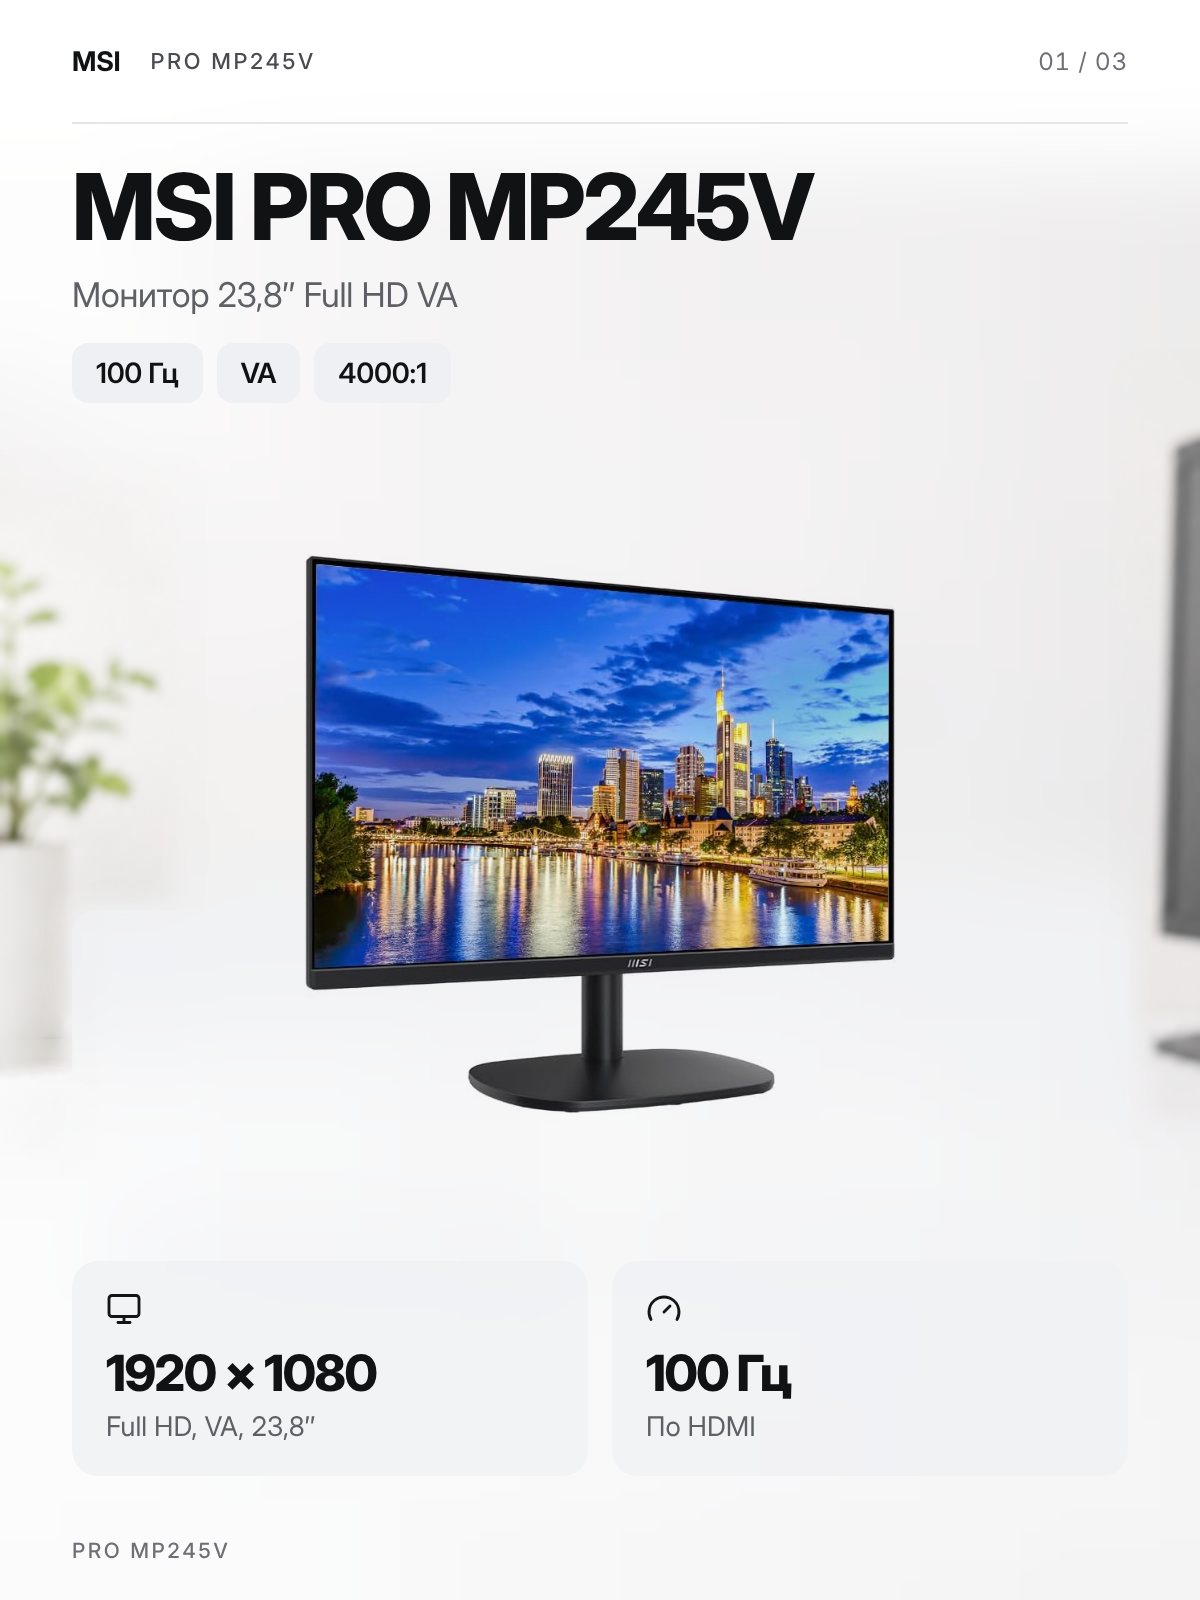 MSI PRO MP245V 01 / 03
MSI PRO MP245V
Монитор 23,8″ Full HD VA
100 Гц VA 4000:1
MSI
1920 × 1080
Full HD, VA, 23,8″
100 Гц
По HDMI
PRO MP245V